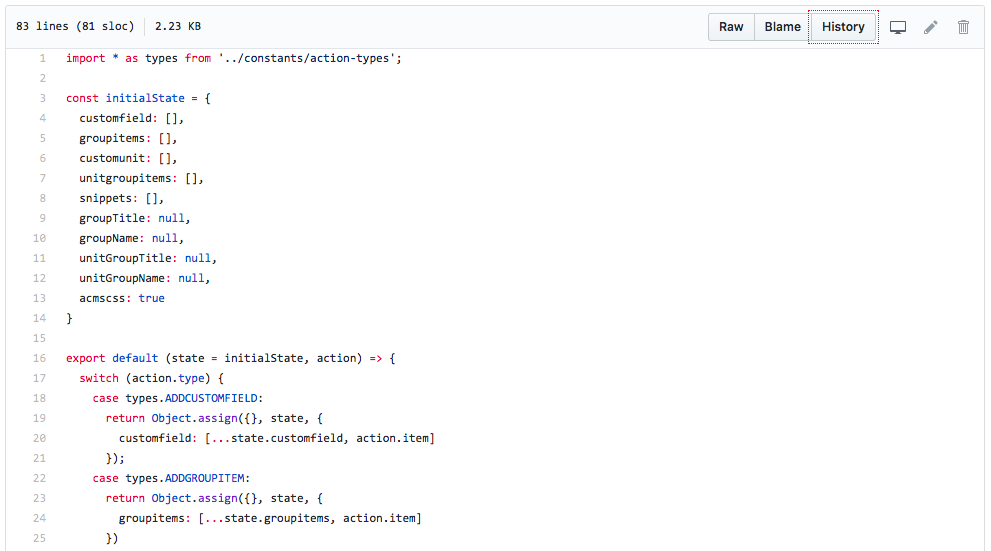 83 lines (81 sloc) 2.23 KB Raw Blame History
1 import * as types from '../constants/action-types';
2
3 const initialState = {
4 customfield: [],
5 groupitems: [],
6 customunit: [],
7 unitgroupitems: [],
8 snippets: [],
9 groupTitle: null,
10 groupName: null,
11 unitGroupTitle: null,
12 unitGroupName: null,
13 acmscss: true
14 }
15
16 export default (state = initialState, action) => {
17 switch (action.type) {
18 case types.ADDCUSTOMFIELD:
19 return Object.assign({}, state, {
20 customfield: [...state.customfield, action.item]
21 });
22 case types.ADDGROUPITEM:
23 return Object.assign({}, state, {
24 groupitems: [...state.groupitems, action.item]
25 })